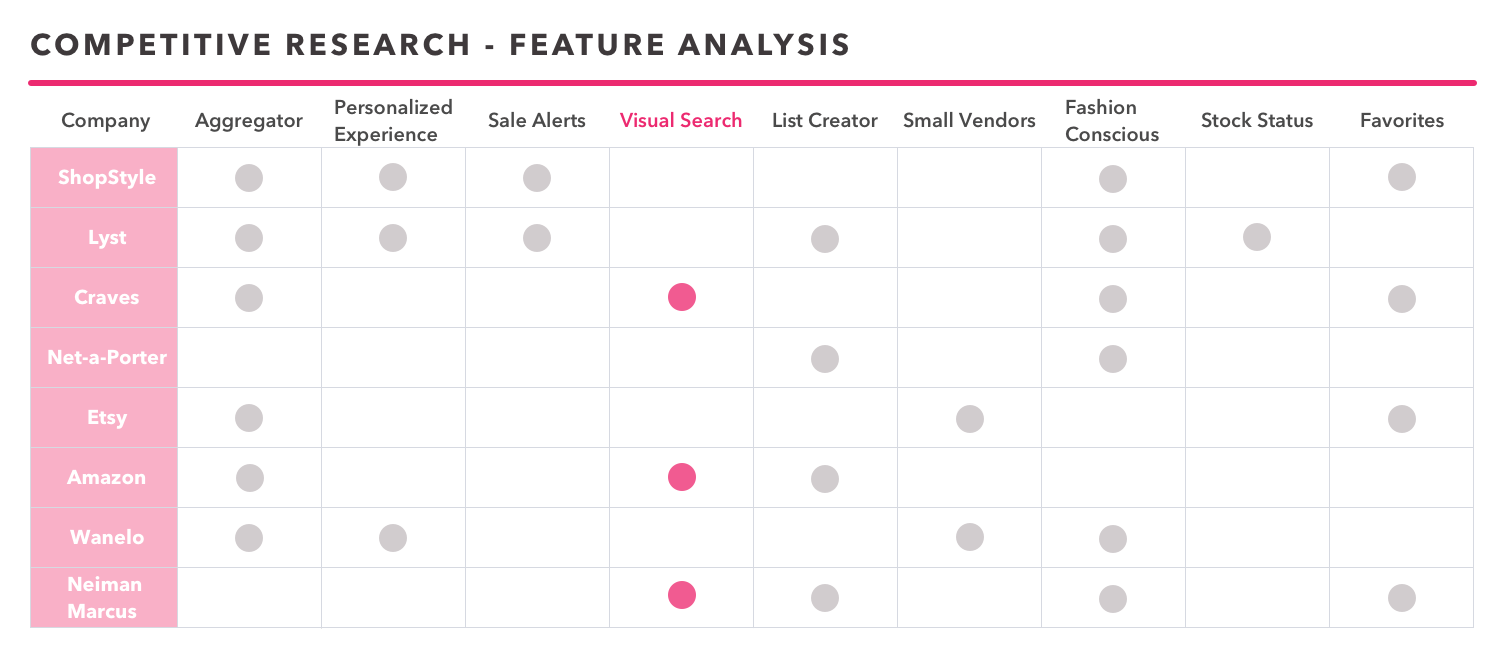 COMPETITIVE RESEARCH - FEATURE ANALYSIS
Company Aggregator Personalized Experience Sale Alerts Visual Search List Creator Small Vendors Fashion Conscious Stock Status Favorites
ShopStyle
Lyst
Craves
Net-a-Porter
Etsy
Amazon
Wanelo
Neiman
Marcus